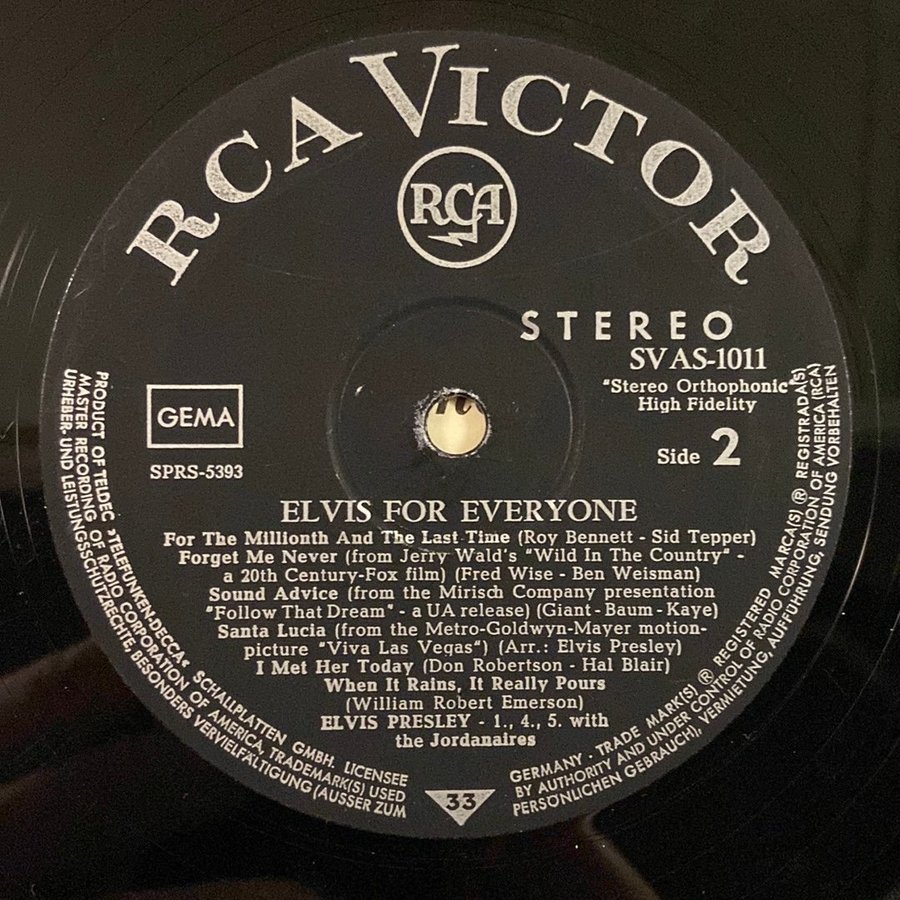 RCA VICTOR
RCA
STEREO
SVAS-1011
"Stereo Orthophonic"
High Fidelity
GEMA
SPRS-5393
Side 2
ELVIS FOR EVERYONE
For The Millionth And The Last Time (Roy Bennett - Sid Tepper)
Forget Me Never (from Jerry Wald's "Wild In The Country" -
a 20th Century-Fox film) (Fred Wise - Ben Weisman)
Sound Advice (from the Mirisch Company presentation
"Follow That Dream" - a UA release) (Giant - Baum - Kaye)
Santa Lucia (from the Metro-Goldwyn-Mayer motion-
picture "Viva Las Vegas") (Arr.: Elvis Presley)
I Met Her Today (Don Robertson - Hal Blair)
When It Rains, It Really Pours
(William Robert Emerson)
ELVIS PRESLEY - 1., 4., 5. with
the Jordanaires
33
PRODUCT OF TELDEC »TELEFUNKEN-DECCA« SCHALLPLATTEN GMBH. LICENSEE
MASTER RECORDING OF RADIO CORPORATION OF AMERICA, TRADEMARK(S) USED
URHEBER- UND LEISTUNGSSCHUTZRECHTE, BESONDERS VERVIELFÄLTIGUNG (AUSSER ZUM
GERMANY - TRADE MARK(S) ® REGISTERED MARCA(S) ® REGISTRADA(S)
BY AUTHORITY AND UNDER CONTROL OF RADIO CORPORATION OF AMERICA (RCA)
PERSÖNLICHEN GEBRAUCH), VERMIETUNG, AUFFÜHRUNG, SENDUNG VORBEHALTEN